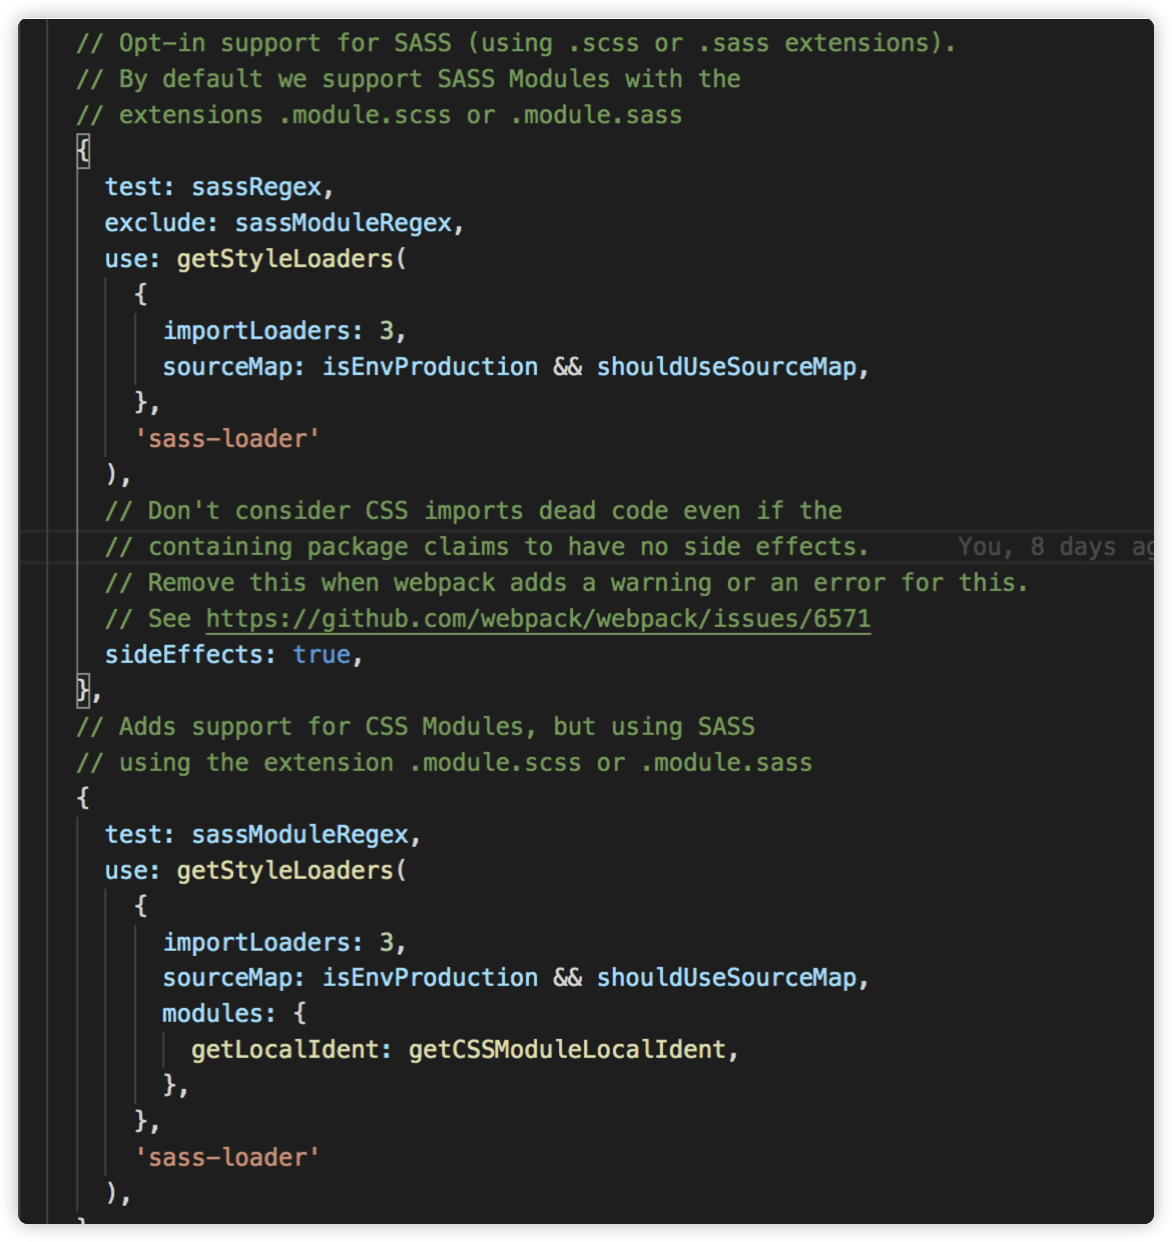 // Opt-in support for SASS (using .scss or .sass extensions).
// By default we support SASS Modules with the
// extensions .module.scss or .module.sass
{
test: sassRegex,
exclude: sassModuleRegex,
use: getStyleLoaders(
{
importLoaders: 3,
sourceMap: isEnvProduction && shouldUseSourceMap,
},
'sass-loader'
),
// Don't consider CSS imports dead code even if the
// containing package claims to have no side effects. You, 8 days
// Remove this when webpack adds a warning or an error for this.
// See https://github.com/webpack/webpack/issues/6571
sideEffects: true,
},
// Adds support for CSS Modules, but using SASS
// using the extension .module.scss or .module.sass
{
test: sassModuleRegex,
use: getStyleLoaders(
{
importLoaders: 3,
sourceMap: isEnvProduction && shouldUseSourceMap,
modules: {
getLocalIdent: getCSSModuleLocalIdent,
},
},
'sass-loader'
),